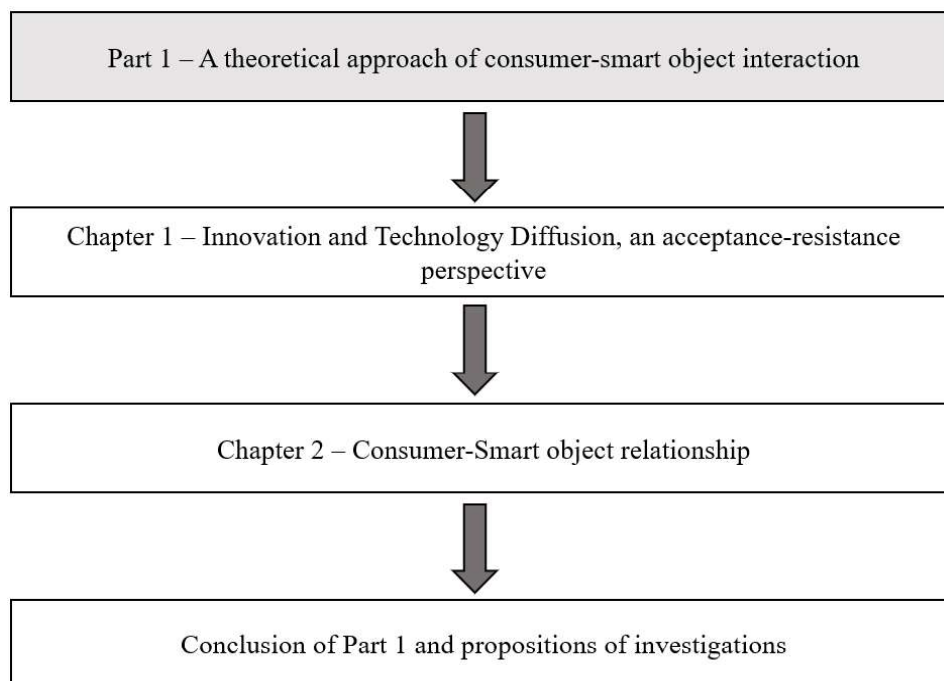 Part 1 – A theoretical approach of consumer-smart object interaction
Chapter 1 – Innovation and Technology Diffusion, an acceptance-resistance
perspective
Chapter 2 – Consumer-Smart object relationship
Conclusion of Part 1 and propositions of investigations